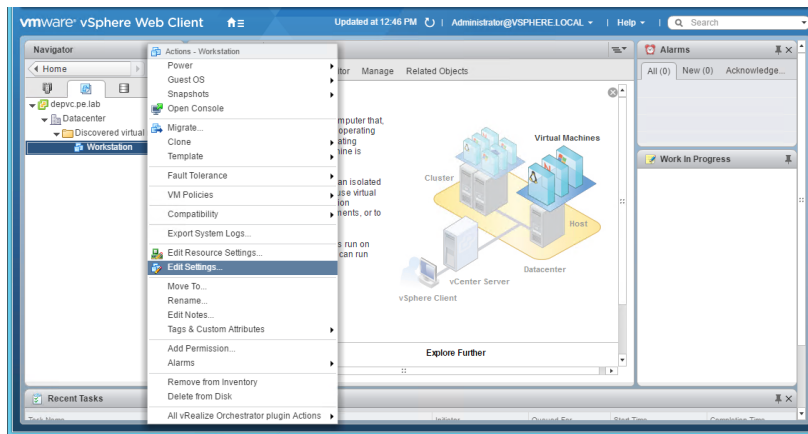 vmware® vSphere Web Client
Updated at 12:46 PM
Administrator@VSPHERE.LOCAL
Help
Search
Navigator
Home
depvc.pe.lab
Datacenter
Discovered virtual
Workstation
Actions - Workstation
Power
Guest OS
Snapshots
Open Console
Migrate...
Clone
Template
Fault Tolerance
VM Policies
Compatibility
Export System Logs...
Edit Resource Settings...
Edit Settings...
Move To...
Rename...
Edit Notes...
Tags & Custom Attributes
Add Permission...
Alarms
Remove from Inventory
Delete from Disk
All vRealize Orchestrator plugin Actions
Manage Related Objects
mputer that,
operating
an isolated
use virtual
ments, or to
s run on
can run
Virtual Machines
Cluster
Host
Datacenter
vCenter Server
vSphere Client
Explore Further
Alarms
All (0) New (0) Acknowledge...
Work In Progress
Recent Tasks